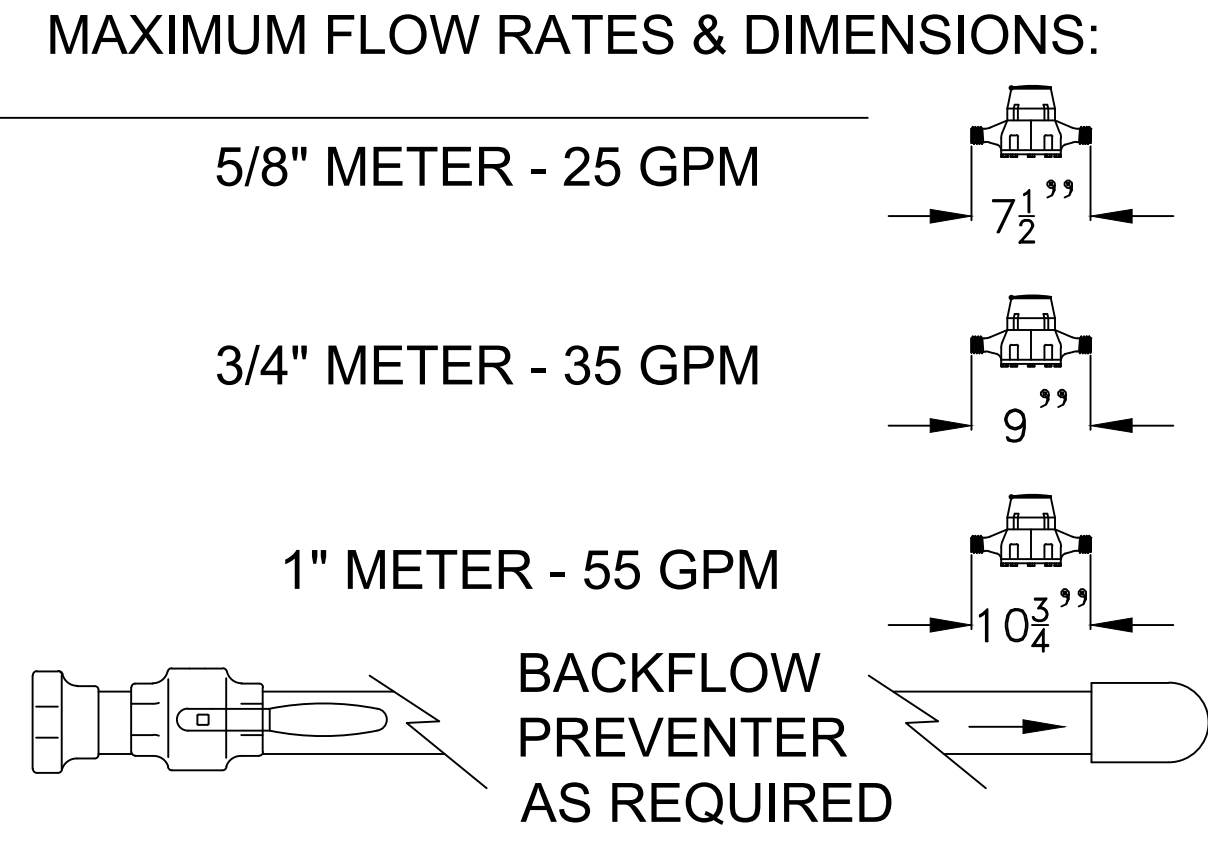 MAXIMUM FLOW RATES & DIMENSIONS:
5/8" METER - 25 GPM
7 1/2”
3/4" METER - 35 GPM
9”
1" METER - 55 GPM
10 3/4”
BACKFLOW
PREVENTER
AS REQUIRED